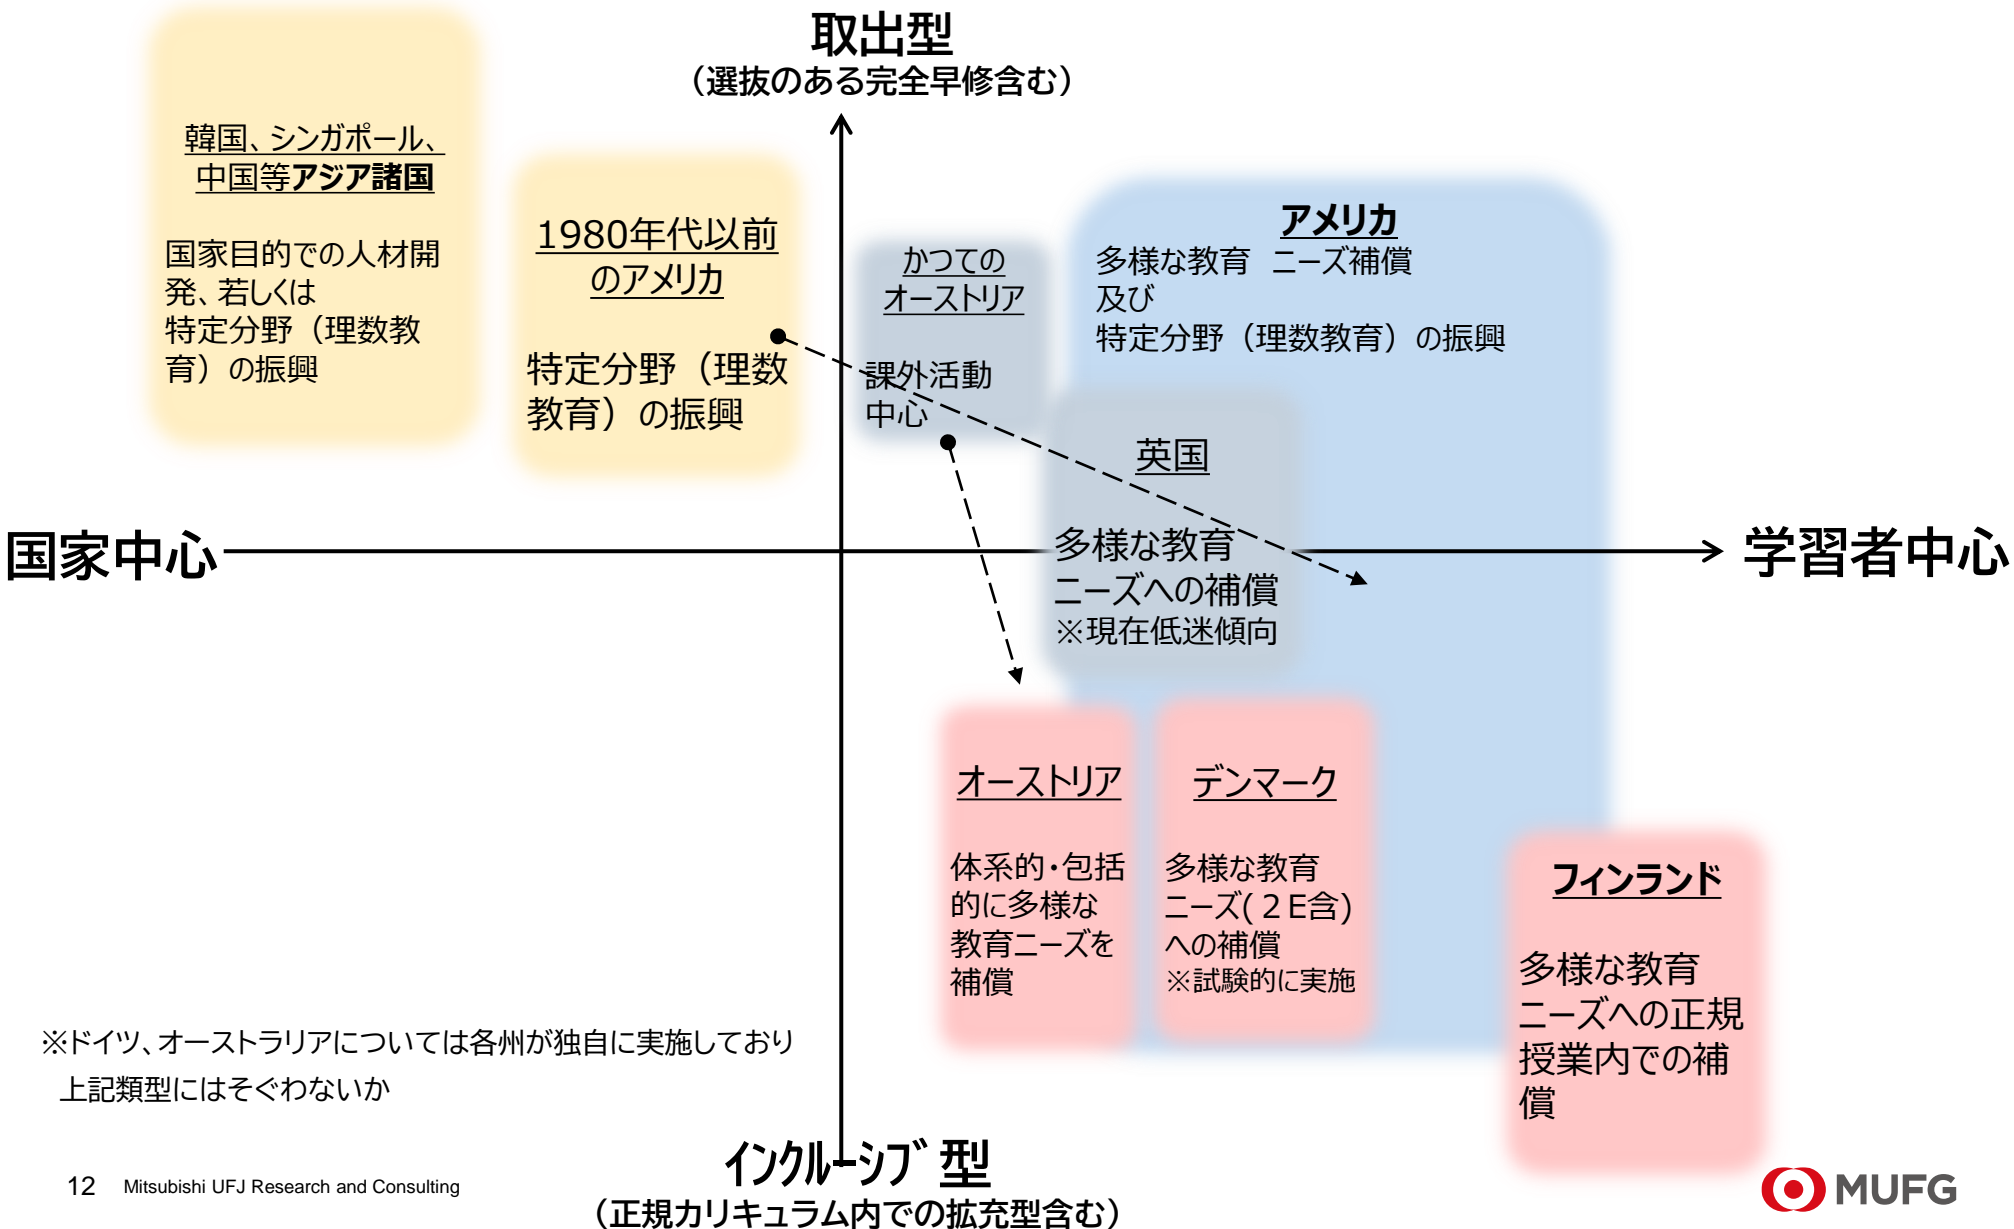 取出型
（選抜のある完全早修含む）
韓国、シンガポール、
中国等アジア諸国
国家目的での人材開
発、若しくは
特定分野（理数教
育）の振興
1980年代以前
のアメリカ
特定分野（理数
教育）の振興
かつての
オーストリア
課外活動
中心
アメリカ
多様な教育　ニーズ補償
及び
特定分野（理数教育）の振興
英国
多様な教育
ニーズへの補償
※現在低迷傾向
国家中心
学習者中心
オーストリア
体系的・包括
的に多様な
教育ニーズを
補償
デンマーク
多様な教育
ニーズ(２E含)
への補償
※試験的に実施
フィンランド
多様な教育
ニーズへの正規
授業内での補
償
※ドイツ、オーストラリアについては各州が独自に実施しており
上記類型にはそぐわないか
インクルーシブ型
（正規カリキュラム内での拡充型含む）
12 Mitsubishi UFJ Research and Consulting
MUFG